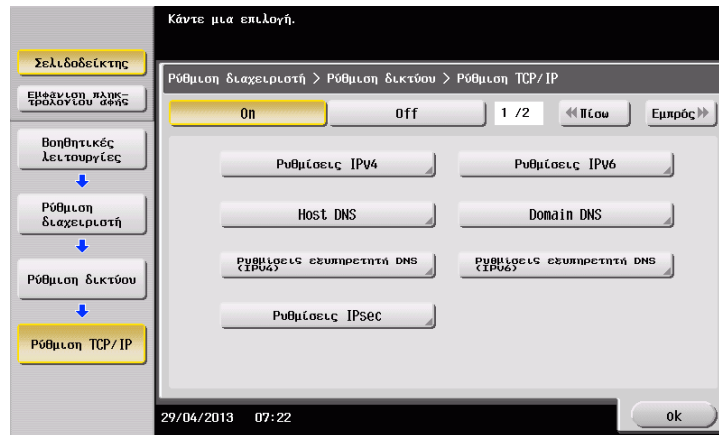 Κάντε μια επιλογή.
Σελιδοδείκτης
Εμφάνιση πληκ-
τρολογίου αφής
Βοηθητικές
λειτουργίες
Ρύθμιση
διαχειριστή
Ρύθμιση δικτύου
Ρύθμιση TCP/IP
Ρύθμιση διαχειριστή > Ρύθμιση δικτύου > Ρύθμιση TCP/IP
On Off 1 /2 Πίσω Εμπρός
Ρυθμίσεις IPV4 Ρυθμίσεις IPV6
Host DNS Domain DNS
Ρυθμίσεις εξυπηρετητή DNS
(IPV4)
Ρυθμίσεις εξυπηρετητή DNS
(IPV6)
Ρυθμίσεις IPsec
29/04/2013 07:22
ok